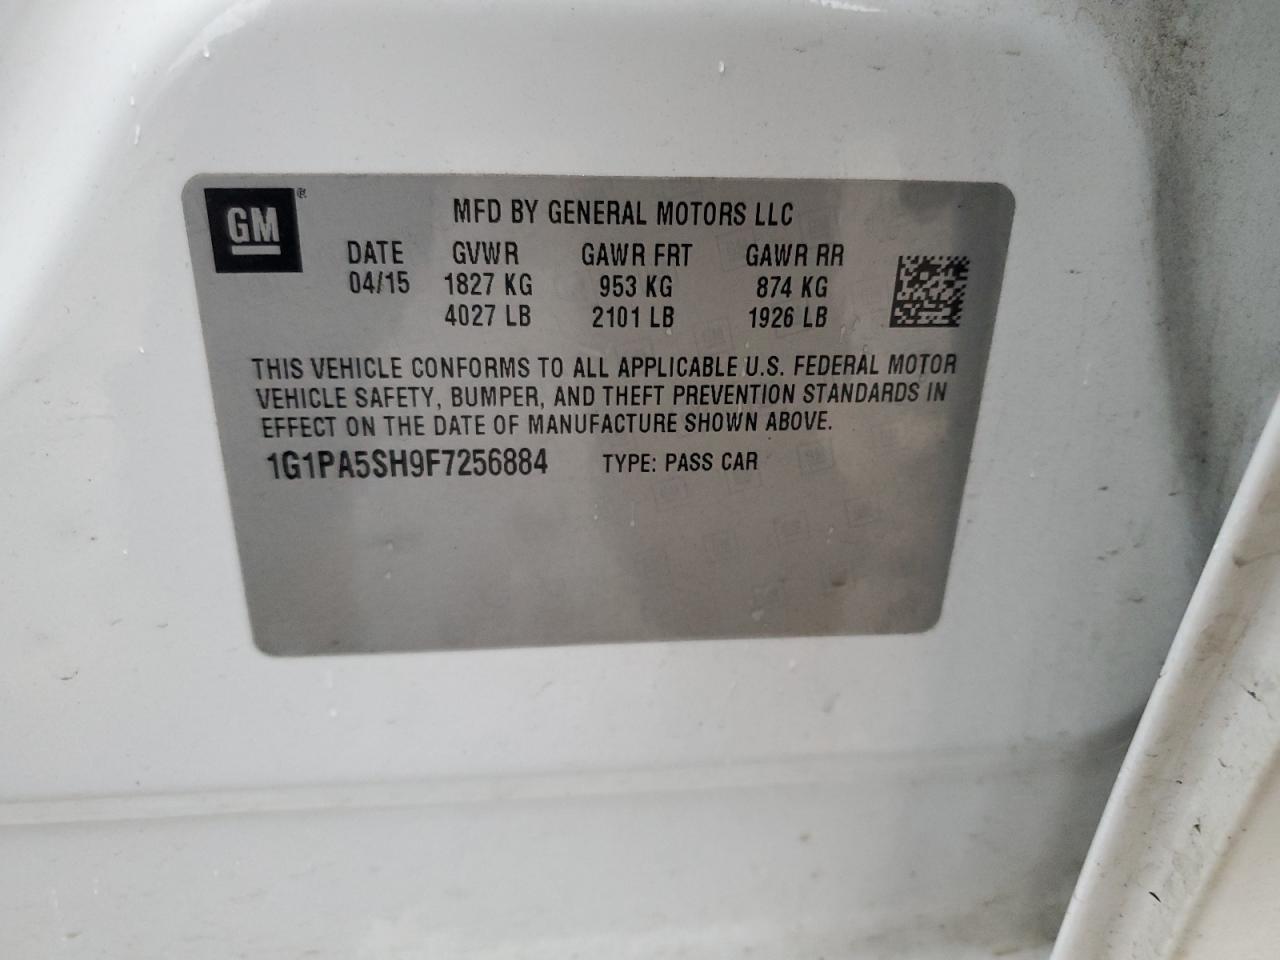 GM®
MFD BY GENERAL MOTORS LLC
DATE GVWR GAWR FRT GAWR RR
04/15 1827 KG 953 KG 874 KG
4027 LB 2101 LB 1926 LB
THIS VEHICLE CONFORMS TO ALL APPLICABLE U.S. FEDERAL MOTOR
VEHICLE SAFETY, BUMPER, AND THEFT PREVENTION STANDARDS IN
EFFECT ON THE DATE OF MANUFACTURE SHOWN ABOVE.
1G1PA5SH9F7256884 TYPE: PASS CAR